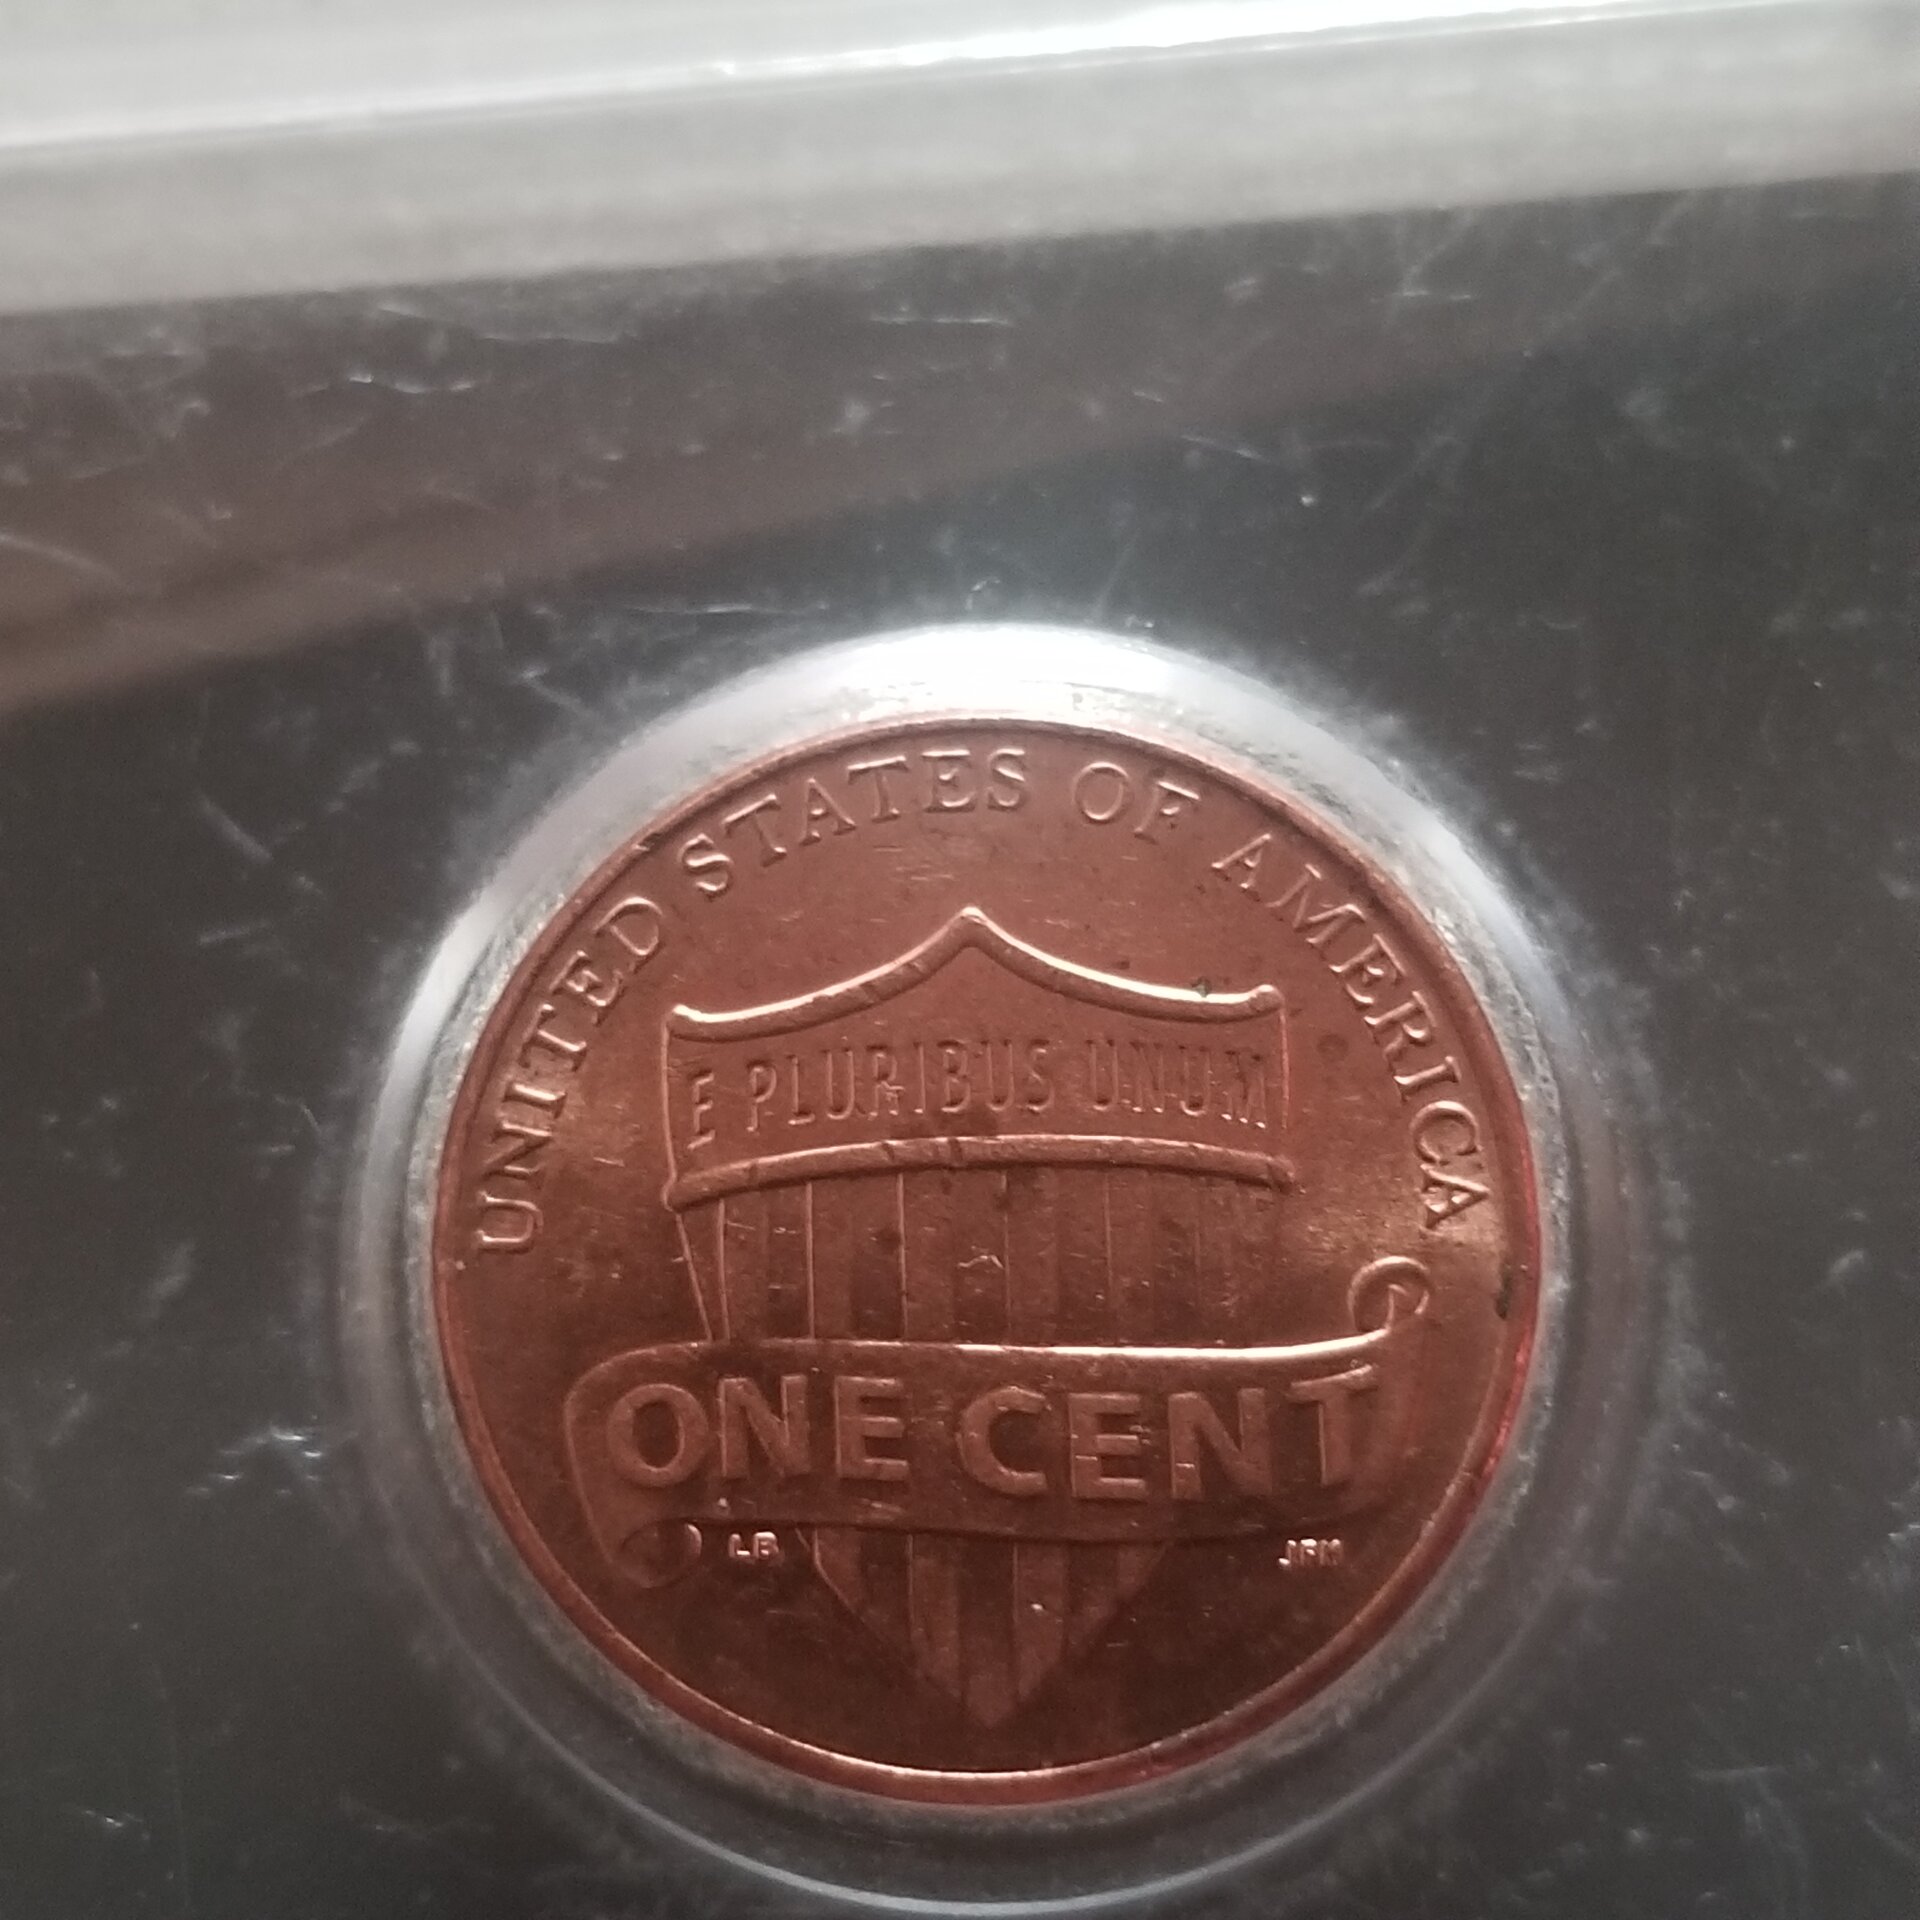 UNITED STATES OF AMERICA
E PLURIBUS UNUM
ONE CENT
LB
JFM